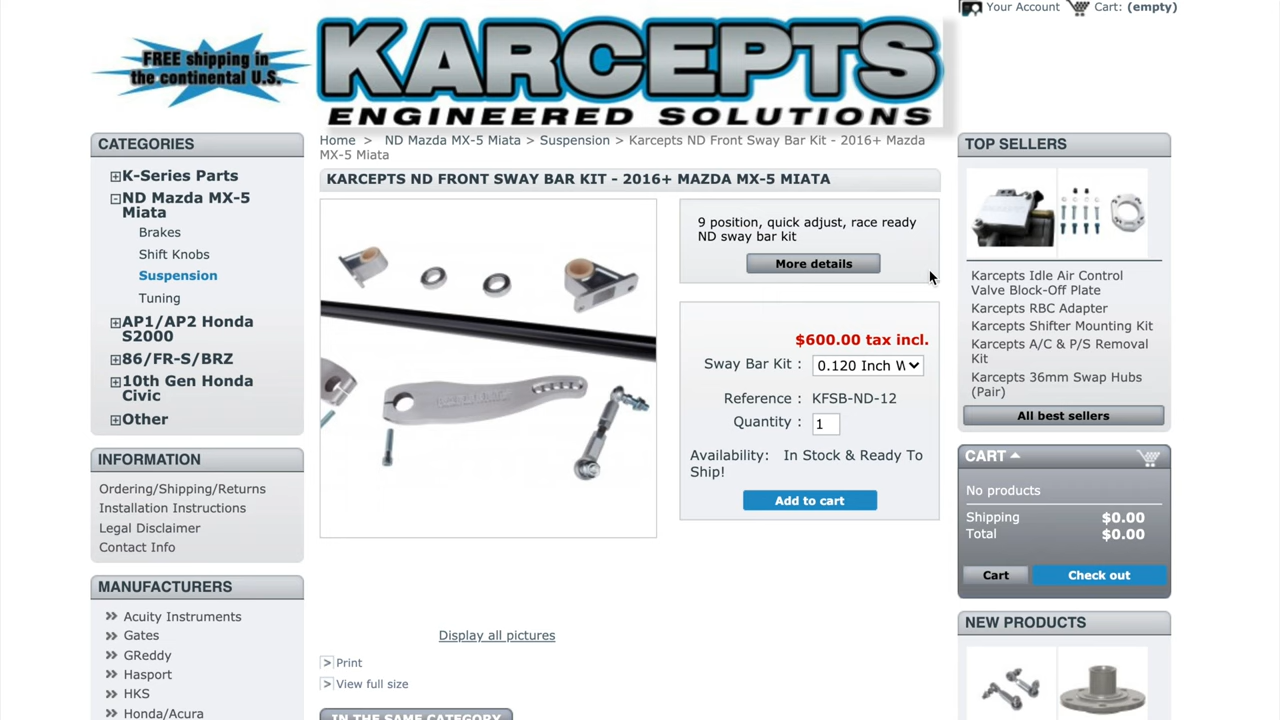 Your Account Cart: (empty)
FREE shipping in
the continental U.S.
KARCEPTS
ENGINEERED SOLUTIONS
CATEGORIES
K-Series Parts
ND Mazda MX-5
Miata
Brakes
Shift Knobs
Suspension
Tuning
AP1/AP2 Honda
S2000
86/FR-S/BRZ
10th Gen Honda
Civic
Other
INFORMATION
Ordering/Shipping/Returns
Installation Instructions
Legal Disclaimer
Contact Info
MANUFACTURERS
Acuity Instruments
Gates
GReddy
Hasport
HKS
Honda/Acura
Home > ND Mazda MX-5 Miata > Suspension > Karcepts ND Front Sway Bar Kit - 2016+ Mazda
MX-5 Miata
KARCEPTS ND FRONT SWAY BAR KIT - 2016+ MAZDA MX-5 MIATA
KARCEPTS
Display all pictures
> Print
> View full size
IN THE SAME CATEGORY
9 position, quick adjust, race ready
ND sway bar kit
More details
$600.00 tax incl.
Sway Bar Kit : 0.120 Inch W
Reference : KFSB-ND-12
Quantity : 1
Availability: In Stock & Ready To
Ship!
Add to cart
TOP SELLERS
Karcepts Idle Air Control
Valve Block-Off Plate
Karcepts RBC Adapter
Karcepts Shifter Mounting Kit
Karcepts A/C & P/S Removal
Kit
Karcepts 36mm Swap Hubs
(Pair)
All best sellers
CART
No products
Shipping $0.00
Total $0.00
Cart Check out
NEW PRODUCTS